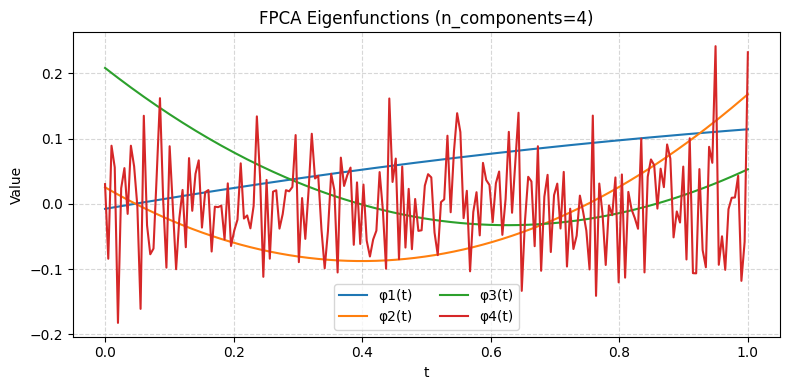 FPCA Eigenfunctions (n_components=4)
Value
0.2
0.1
0.0
−0.1
−0.2
φ1(t) φ3(t)
φ2(t) φ4(t)
0.0 0.2 0.4 0.6 0.8 1.0
t